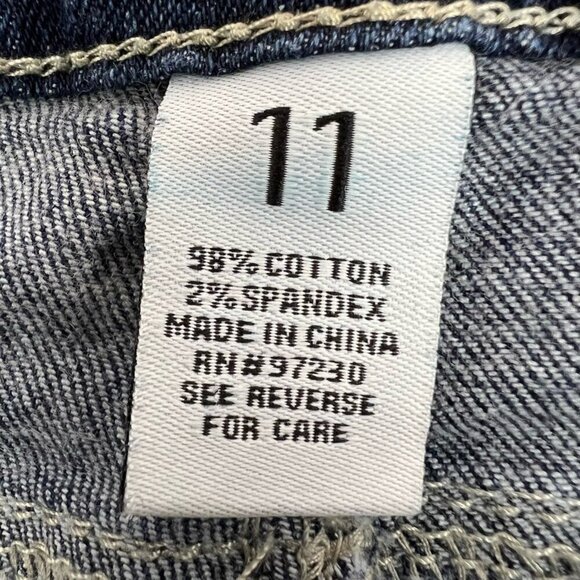 11
98% COTTON
2% SPANDEX
MADE IN CHINA
RN#97230
SEE REVERSE
FOR CARE